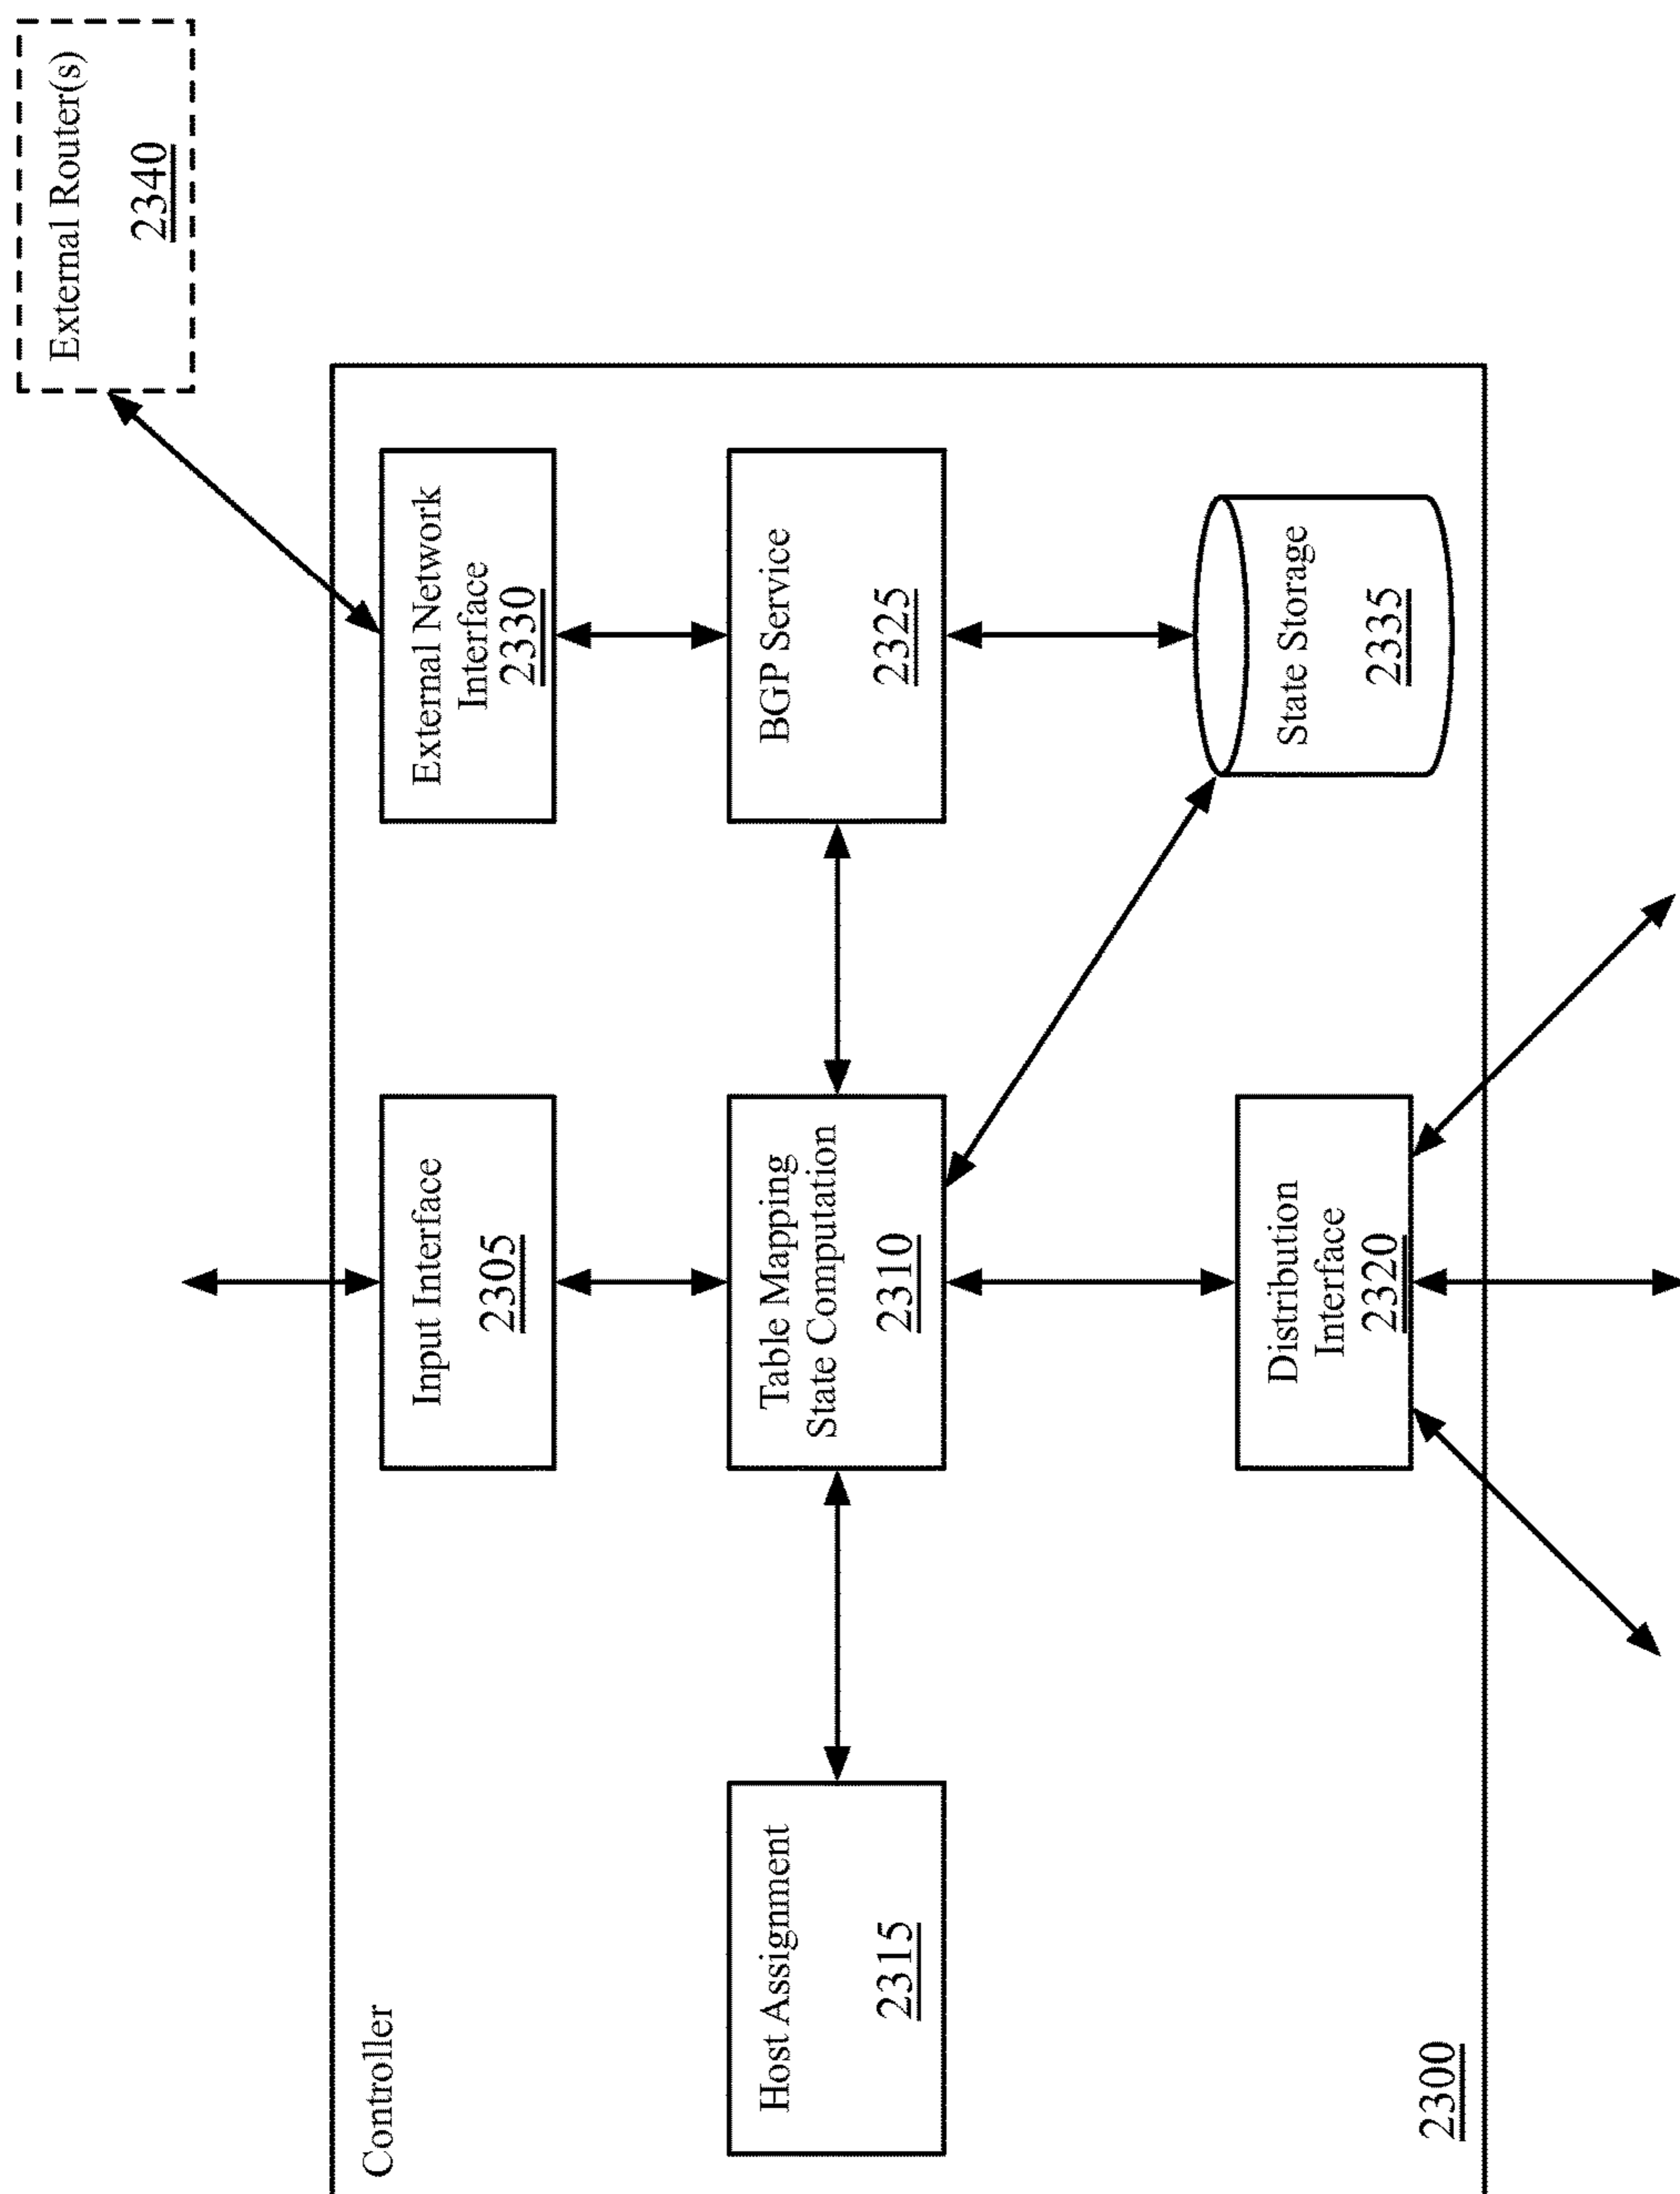 External Router(s)
2340
Controller
Input Interface
2305
External Network
Interface
2330
Host Assignment
2315
Table Mapping
State Computation
2310
BGP Service
2325
Distribution
Interface
2320
State Storage
2335
2300